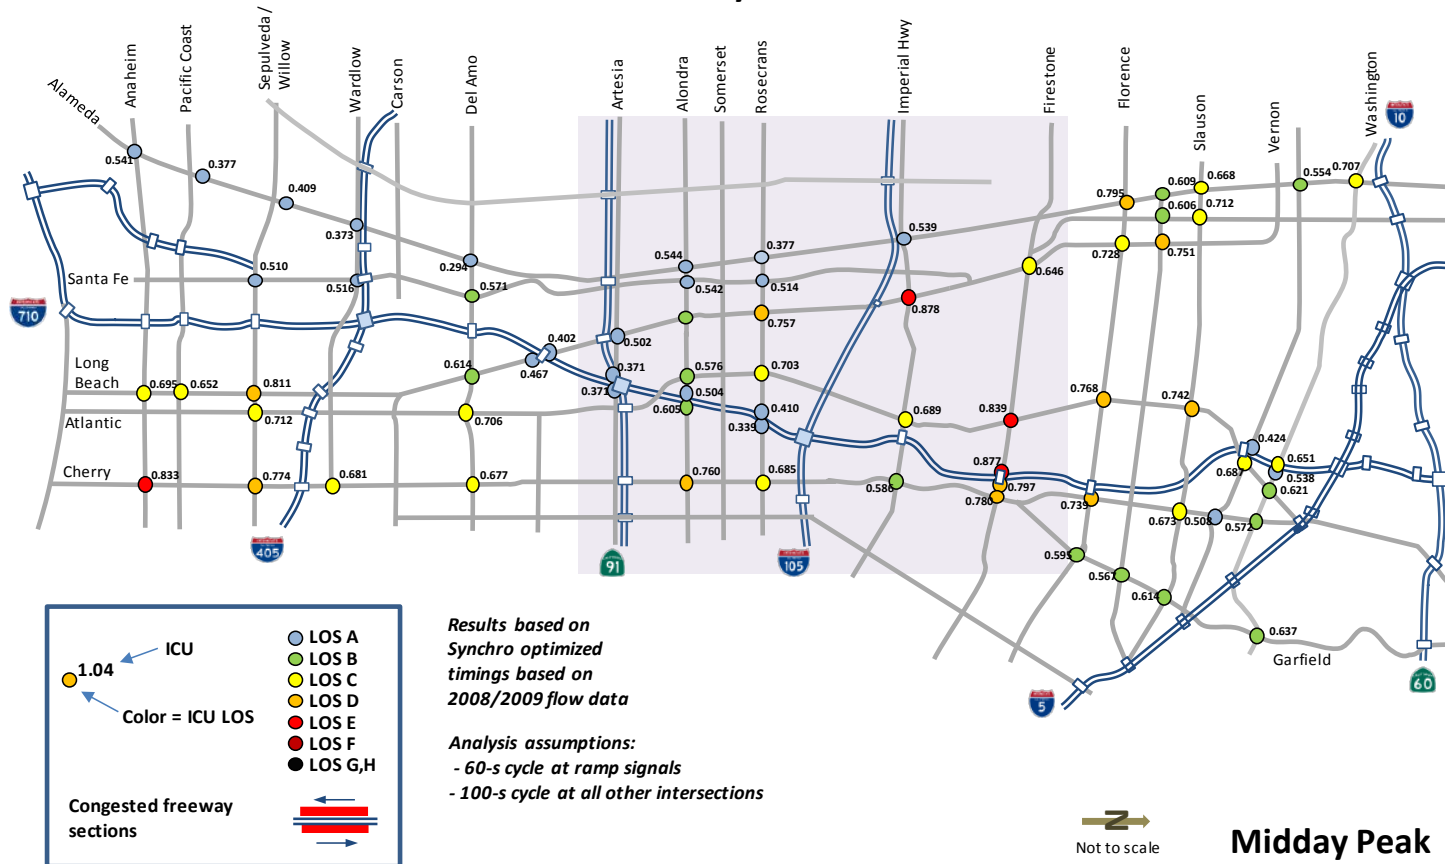 Anaheim
Pacific Coast
Sepulveda /
Willow
Wardlow
Carson
Del Amo
Artesia
Alondra
Somerset
Rosecrans
Imperial Hwy
Firestone
Florence
Slauson
Vernon
Washington
10
Alameda
0.541
0.377
0.409
0.373
0.294
0.544
0.377
0.539
0.795
0.609
0.668
0.554
0.707
0.606
0.712
0.728
0.751
Santa Fe
0.510
0.516
0.571
0.542
0.514
0.646
0.878
710
0.757
0.402
0.502
0.467
0.614
0.371
0.371
0.576
0.504
0.605
0.703
0.410
0.339
Long
Beach
0.695
0.652
0.811
0.712
0.706
0.689
0.839
0.768
0.742
Atlantic
Cherry
0.833
0.774
0.681
0.677
0.760
0.685
0.586
0.877
0.797
0.780
0.739
0.424
0.687
0.651
0.538
0.621
0.673
0.508
0.572
0.595
0.567
0.614
0.637
Garfield
405
91
105
5
60
ICU
1.04
Color = ICU LOS
LOS A
LOS B
LOS C
LOS D
LOS E
LOS F
LOS G,H
Congested freeway
sections
Results based on
Synchro optimized
timings based on
2008/2009 flow data
Analysis assumptions:
- 60-s cycle at ramp signals
- 100-s cycle at all other intersections
N
Not to scale
Midday Peak